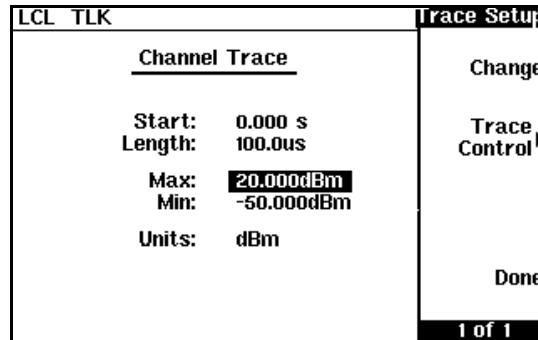 LCL TLK
Trace Setup
Channel Trace
Change
Start: 0.000 s
Length: 100.0us
Trace
Control
Max: 20.000dBm
Min: -50.000dBm
Units: dBm
Done
1 of 1